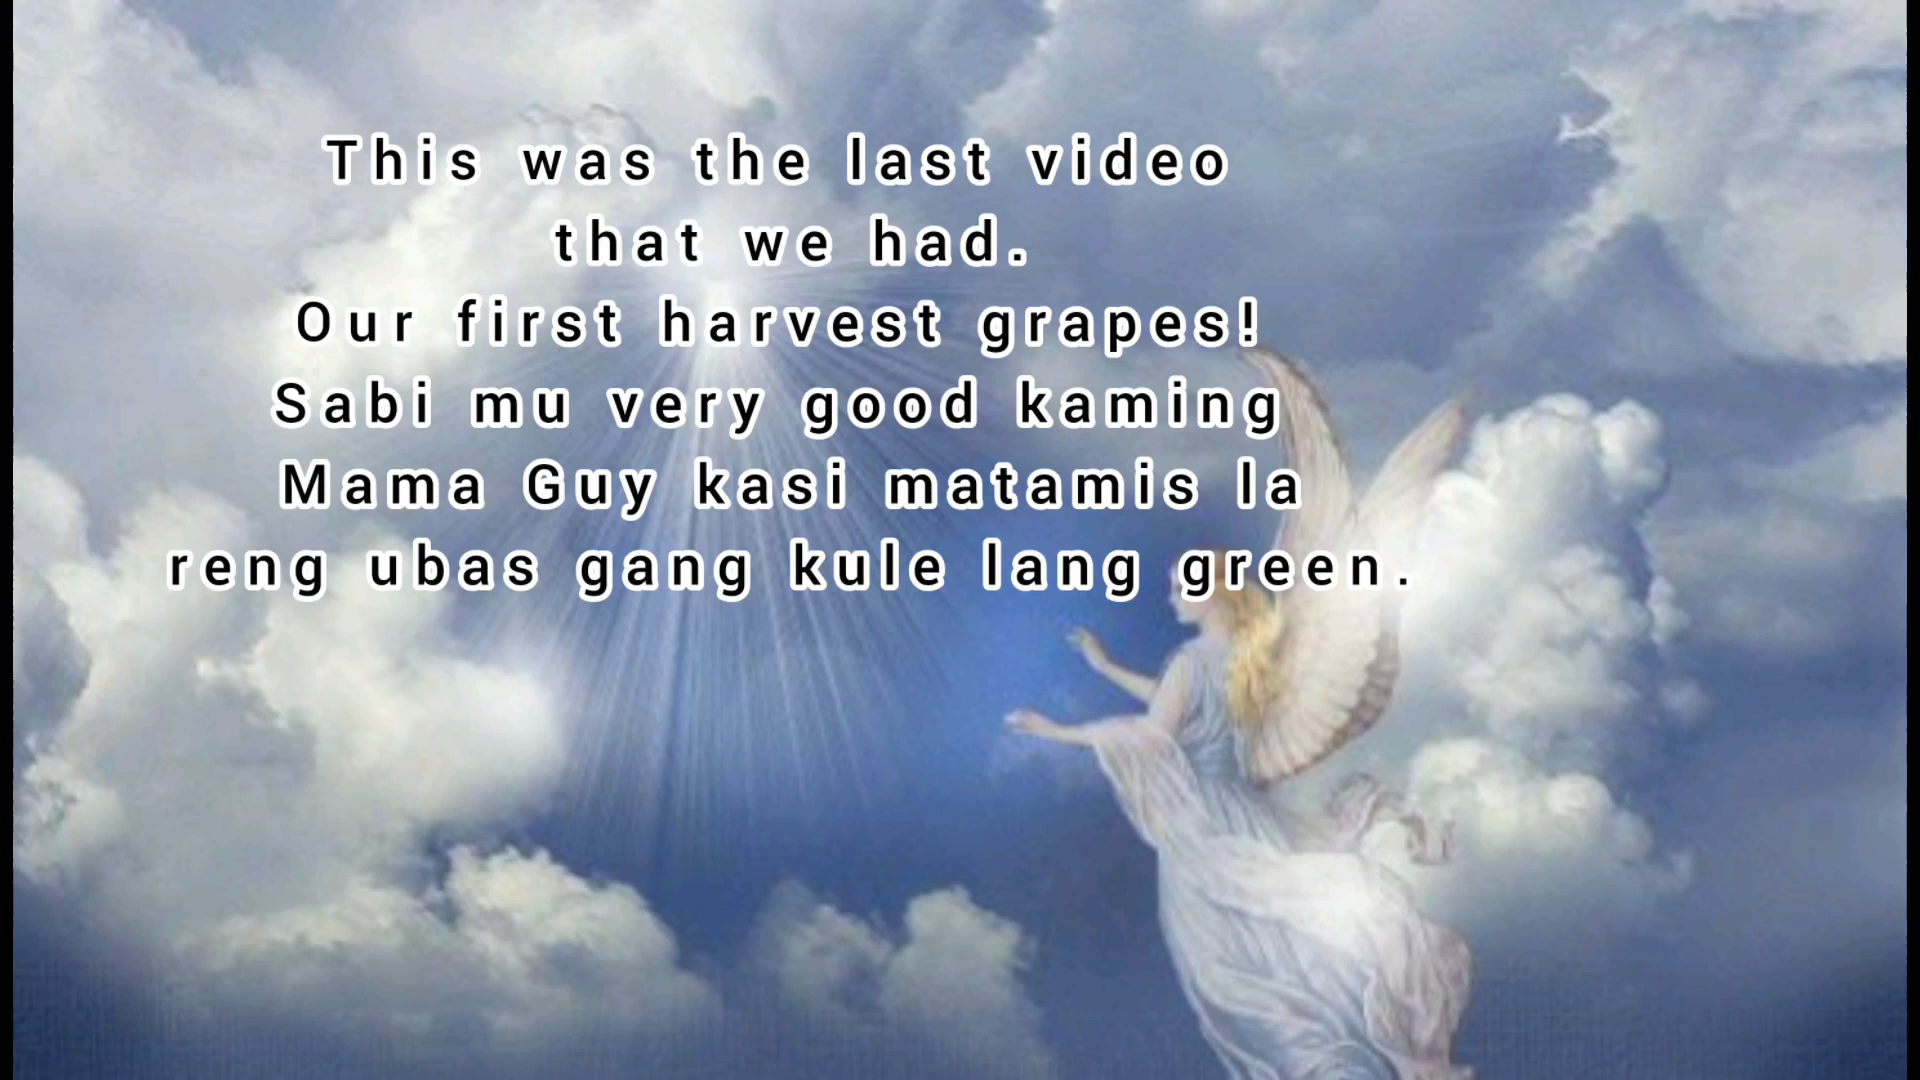 This was the last video
that we had.
Our first harvest grapes!
Sabi mu very good kaming
Mama Guy kasi matamis la
reng ubas gang kule lang green.